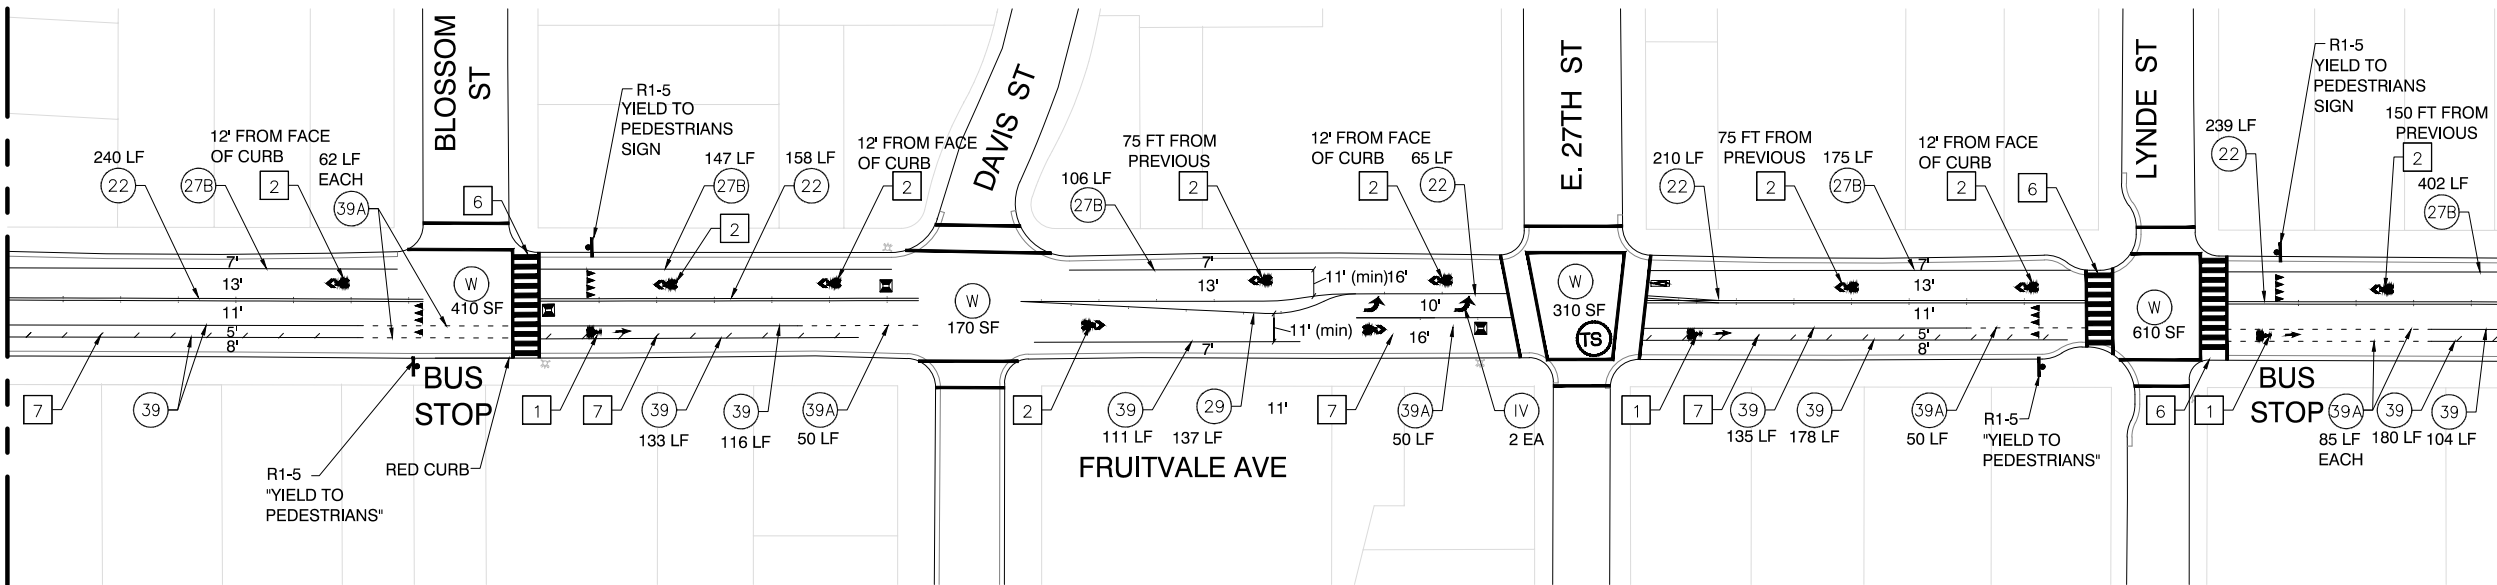 BLOSSOM
ST
DAVIS ST
E. 27TH ST
LYNDE ST
240 LF
22
27B
12' FROM FACE
OF CURB
2
62 LF
EACH
39A
6
R1-5
YIELD TO
PEDESTRIANS
SIGN
147 LF
27B
2
158 LF
22
12' FROM FACE
OF CURB
2
106 LF
27B
75 FT FROM
PREVIOUS
2
12' FROM FACE
OF CURB
2
65 LF
22
210 LF
22
75 FT FROM
PREVIOUS
2
175 LF
27B
12' FROM FACE
OF CURB
2
6
239 LF
22
R1-5
YIELD TO
PEDESTRIANS
SIGN
150 FT FROM
PREVIOUS
2
402 LF
27B
7'
13'
11'
5'
8'
W
410 SF
W
170 SF
7'
13'
11' (min)
16'
10'
11' (min)
16'
7'
W
310 SF
TS
7'
13'
11'
5'
8'
W
610 SF
7
39
BUS
STOP
1
7
39
133 LF
39
116 LF
39A
50 LF
2
39
111 LF
29
137 LF
11'
7
39A
50 LF
IV
2 EA
1
7
39
135 LF
39
178 LF
39A
50 LF
R1-5
"YIELD TO
PEDESTRIANS"
6
1
BUS
STOP
39A
85 LF
EACH
39
180 LF
39
104 LF
R1-5
"YIELD TO
PEDESTRIANS"
RED CURB
FRUITVALE AVE